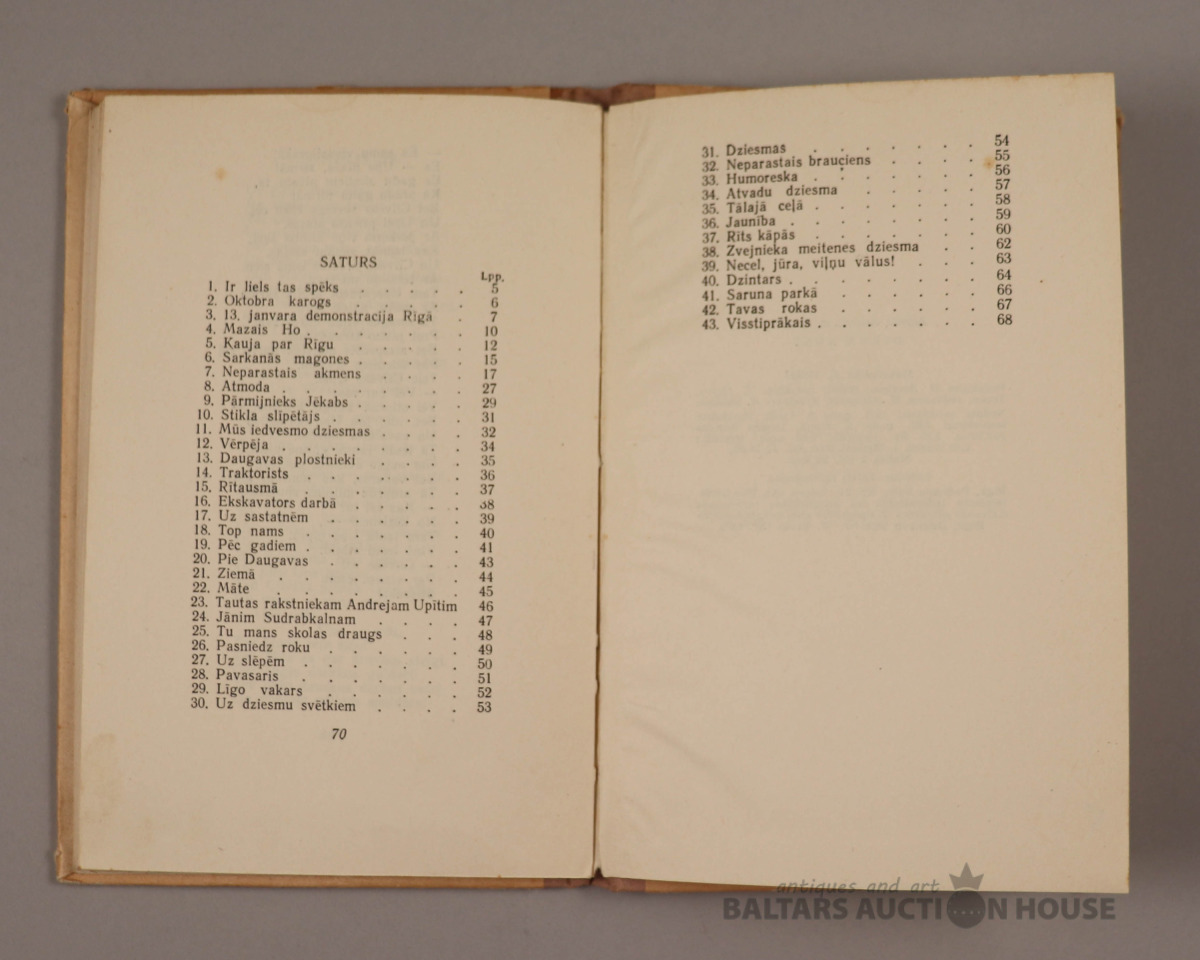 SATURS
Lpp.
1. Ir liels tas spēks . . . . . 5
2. Oktobra karogs . . . . . 6
3. 13. janvara demonstracija Rīgā . 7
4. Mazais Ho . . . . . . . 10
5. Kauja par Rīgu . . . . . 12
6. Sarkanās magones . . . . . 15
7. Neparastais akmens . . . . 17
8. Atmoda . . . . . . . . 27
9. Pārmijnieks Jēkabs . . . . . 29
10. Stikla slīpētājs . . . . . . 31
11. Mūs iedvesmo dziesmas . . . . 32
12. Vērpēja . . . . . . . . 34
13. Daugavas plostnieki . . . . 35
14. Traktorists . . . . . . . 36
15. Rītausmā . . . . . . . 37
16. Ekskavators darbā . . . . . 38
17. Uz sastatnēm . . . . . . 39
18. Top nams . . . . . . . 40
19. Pēc gadiem . . . . . . . 41
20. Pie Daugavas . . . . . . 43
21. Ziemā . . . . . . . . 44
22. Māte . . . . . . . . 45
23. Tautas rakstniekam Andrejam Upītim 46
24. Jānim Sudrabkalnam . . . . 47
25. Tu mans skolas draugs . . . 48
26. Pasniedz roku . . . . . . 49
27. Uz slēpēm . . . . . . . 50
28. Pavasaris . . . . . . . 51
29. Līgo vakars . . . . . . 52
30. Uz dziesmu svētkiem . . . . 53
70
31. Dziesmas . . . . . . . 54
32. Neparastais brauciens . . . . 55
33. Humoreska . . . . . . . 56
34. Atvadu dziesma . . . . . 57
35. Tālajā ceļā . . . . . . . 58
36. Jaunība . . . . . . . . 59
37. Rīts kāpās . . . . . . . 60
38. Zvejnieka meitenes dziesma . . 62
39. Necel, jūra, viļņu vālus! . . . 63
40. Dzintars . . . . . . . . 64
41. Saruna parkā . . . . . . 66
42. Tavas rokas . . . . . . 67
43. Visstiprākais . . . . . . . 68
antiques and art
BALTARS AUCTION HOUSE